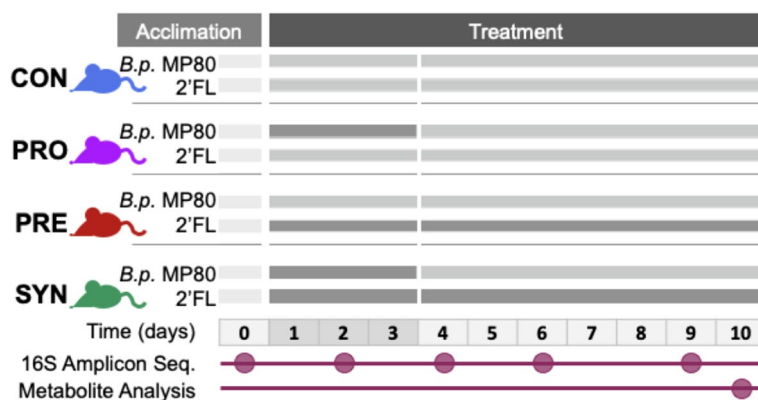 Acclimation Treatment
CON B.p. MP80
2'FL
PRO B.p. MP80
2'FL
PRE B.p. MP80
2'FL
SYN B.p. MP80
2'FL
Time (days) 0 1 2 3 4 5 6 7 8 9 10
16S Amplicon Seq.
Metabolite Analysis